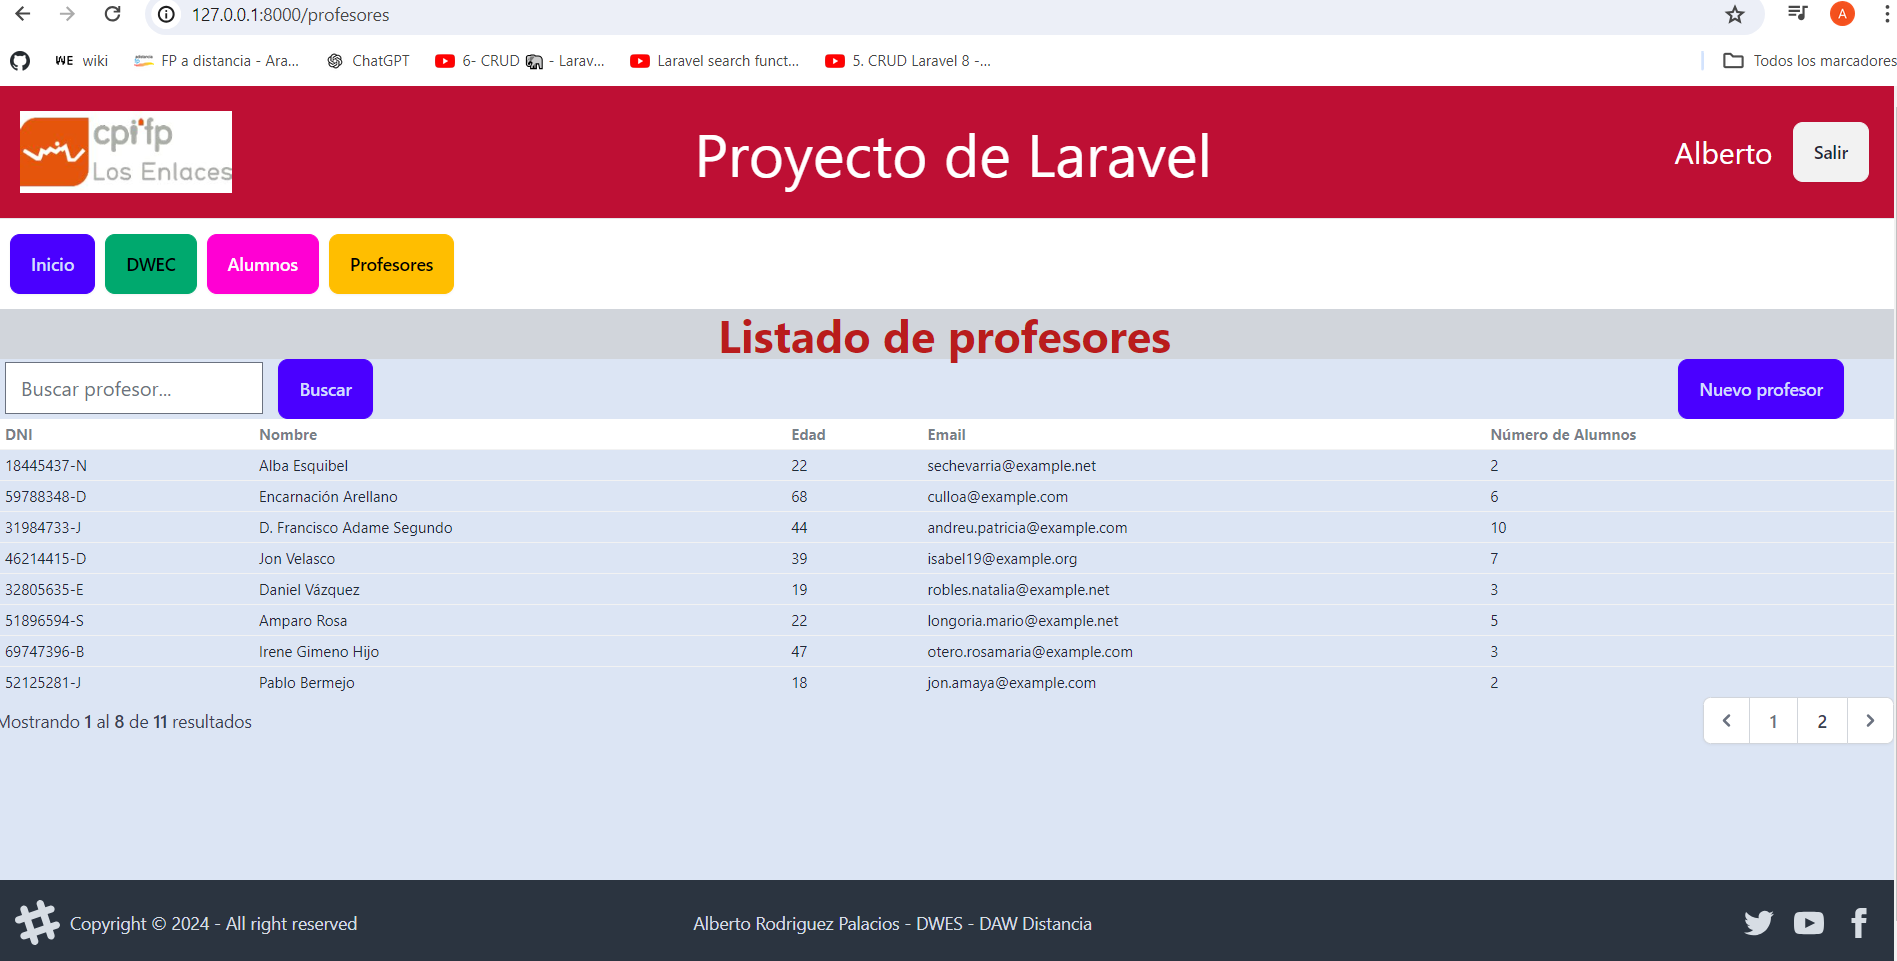 127.0.0.1:8000/profesores
A
WE wiki
FP a distancia - Ara...
ChatGPT
6- CRUD - Larav...
Laravel search funct...
5. CRUD Laravel 8 -...
Todos los marcadores
cpifp
Los Enlaces
Proyecto de Laravel
Alberto
Salir
Inicio
DWEC
Alumnos
Profesores
Listado de profesores
Buscar profesor...
Buscar
Nuevo profesor
DNI Nombre Edad Email Número de Alumnos
18445437-N Alba Esquibel 22 sechevarria@example.net 2
59788348-D Encarnación Arellano 68 culloa@example.com 6
31984733-J D. Francisco Adame Segundo 44 andreu.patricia@example.com 10
46214415-D Jon Velasco 39 isabel19@example.org 7
32805635-E Daniel Vázquez 19 robles.natalia@example.net 3
51896594-S Amparo Rosa 22 longoria.mario@example.net 5
69747396-B Irene Gimeno Hijo 47 otero.rosamaria@example.com 3
52125281-J Pablo Bermejo 18 jon.amaya@example.com 2
Mostrando 1 al 8 de 11 resultados
1 2
Copyright © 2024 - All right reserved
Alberto Rodriguez Palacios - DWES - DAW Distancia